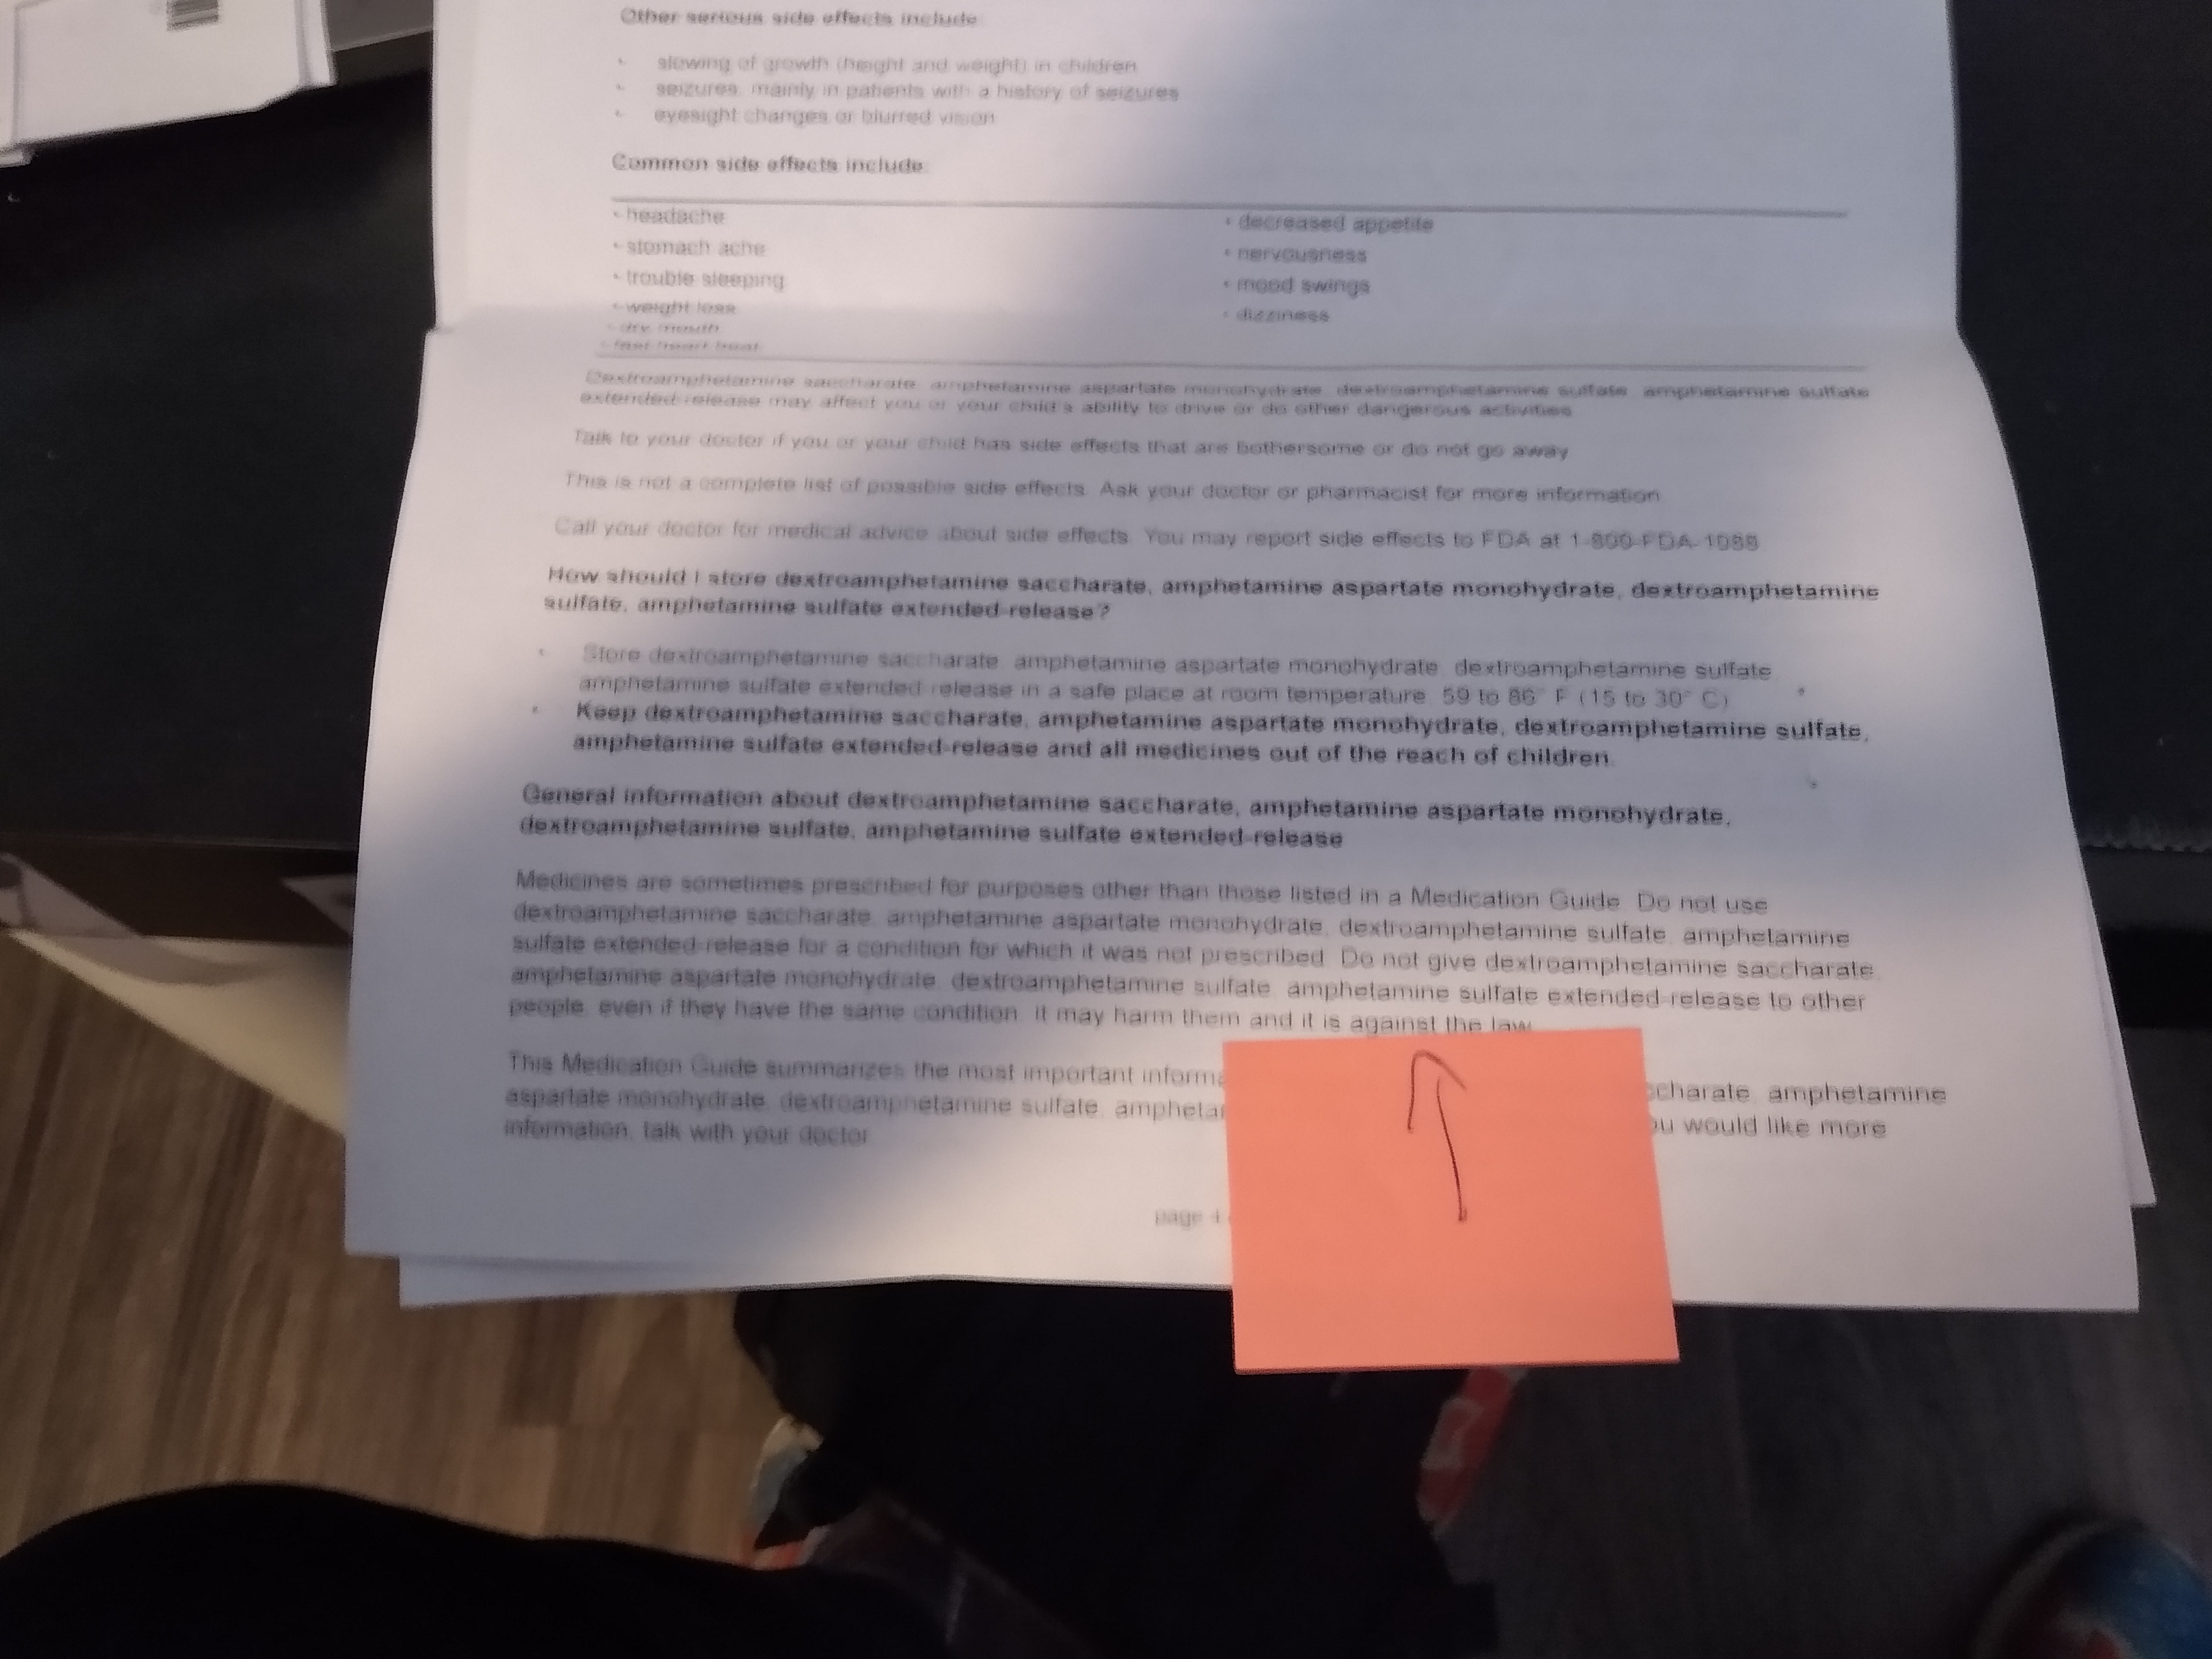 Other serious side effects include
• slowing of growth (height and weight) in children
• seizures, mainly in patients with a history of seizures
• eyesight changes or blurred vision
Common side effects include:
• headache
• stomach ache
• trouble sleeping
• weight loss
• dry mouth
• fast heart beat
• decreased appetite
• nervousness
• mood swings
• dizziness
Dextroamphetamine saccharate, amphetamine aspartate monohydrate, dextroamphetamine sulfate, amphetamine sulfate
extended-release may affect you or your child's ability to drive or do other dangerous activities
Talk to your doctor if you or your child has side effects that are bothersome or do not go away
This is not a complete list of possible side effects. Ask your doctor or pharmacist for more information
Call your doctor for medical advice about side effects. You may report side effects to FDA at 1-800-FDA-1088
How should I store dextroamphetamine saccharate, amphetamine aspartate monohydrate, dextroamphetamine
sulfate, amphetamine sulfate extended-release?
• Store dextroamphetamine saccharate, amphetamine aspartate monohydrate, dextroamphetamine sulfate,
amphetamine sulfate extended-release in a safe place at room temperature, 59 to 86° F (15 to 30° C)
• Keep dextroamphetamine saccharate, amphetamine aspartate monohydrate, dextroamphetamine sulfate,
amphetamine sulfate extended-release and all medicines out of the reach of children.
General information about dextroamphetamine saccharate, amphetamine aspartate monohydrate,
dextroamphetamine sulfate, amphetamine sulfate extended-release
Medicines are sometimes prescribed for purposes other than those listed in a Medication Guide. Do not use
dextroamphetamine saccharate, amphetamine aspartate monohydrate, dextroamphetamine sulfate, amphetamine
sulfate extended-release for a condition for which it was not prescribed. Do not give dextroamphetamine saccharate,
amphetamine aspartate monohydrate, dextroamphetamine sulfate, amphetamine sulfate extended-release to other
people, even if they have the same condition. It may harm them and it is against the law
This Medication Guide summarizes the most important informa ccharate, amphetamine
aspartate monohydrate, dextroamphetamine sulfate, amphetar ou would like more
information, talk with your doctor
page 4